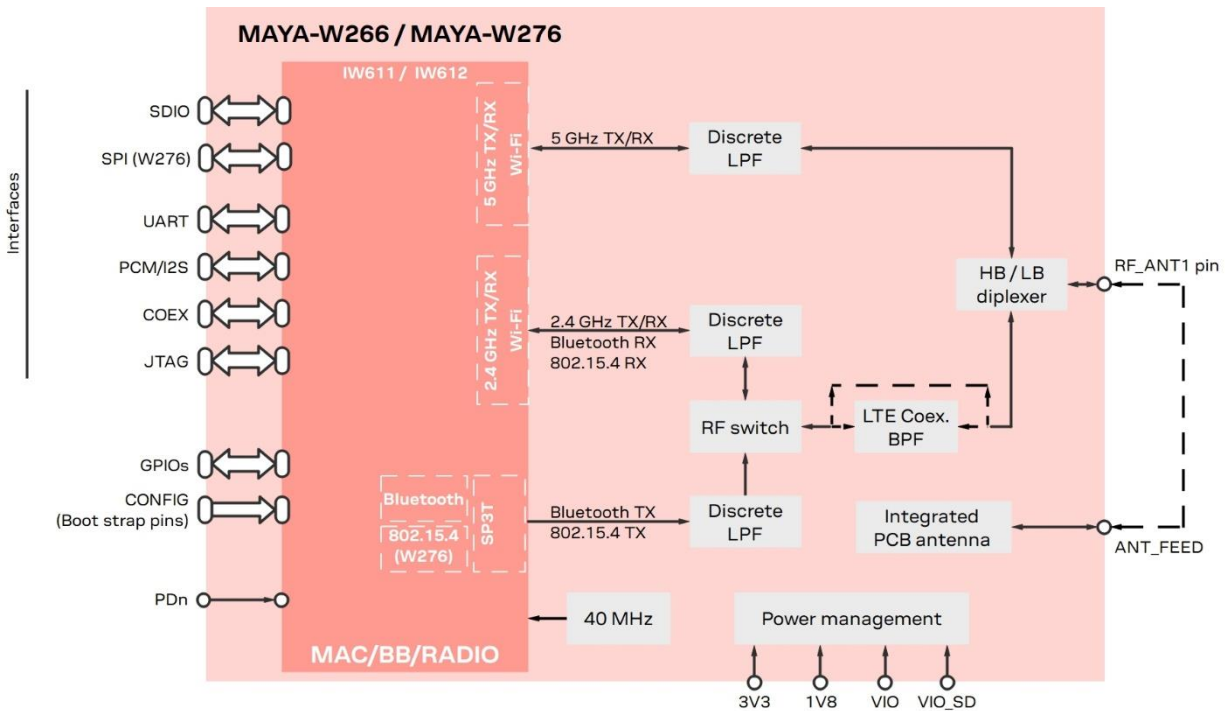 MAYA-W266 / MAYA-W276
IW611 / IW612
Interfaces
SDIO
SPI (W276)
UART
PCM/I2S
COEX
JTAG
GPIOs
CONFIG
(Boot strap pins)
PDn
5 GHz TX/RX
Wi-Fi
2.4 GHz TX/RX
Wi-Fi
Bluetooth
802.15.4
(W276)
SP3T
MAC/BB/RADIO
5 GHz TX/RX
Discrete
LPF
2.4 GHz TX/RX
Bluetooth RX
802.15.4 RX
Discrete
LPF
RF switch
LTE Coex.
BPF
HB / LB
diplexer
RF_ANT1 pin
Bluetooth TX
802.15.4 TX
Discrete
LPF
Integrated
PCB antenna
ANT_FEED
40 MHz
Power management
3V3
1V8
VIO
VIO_SD